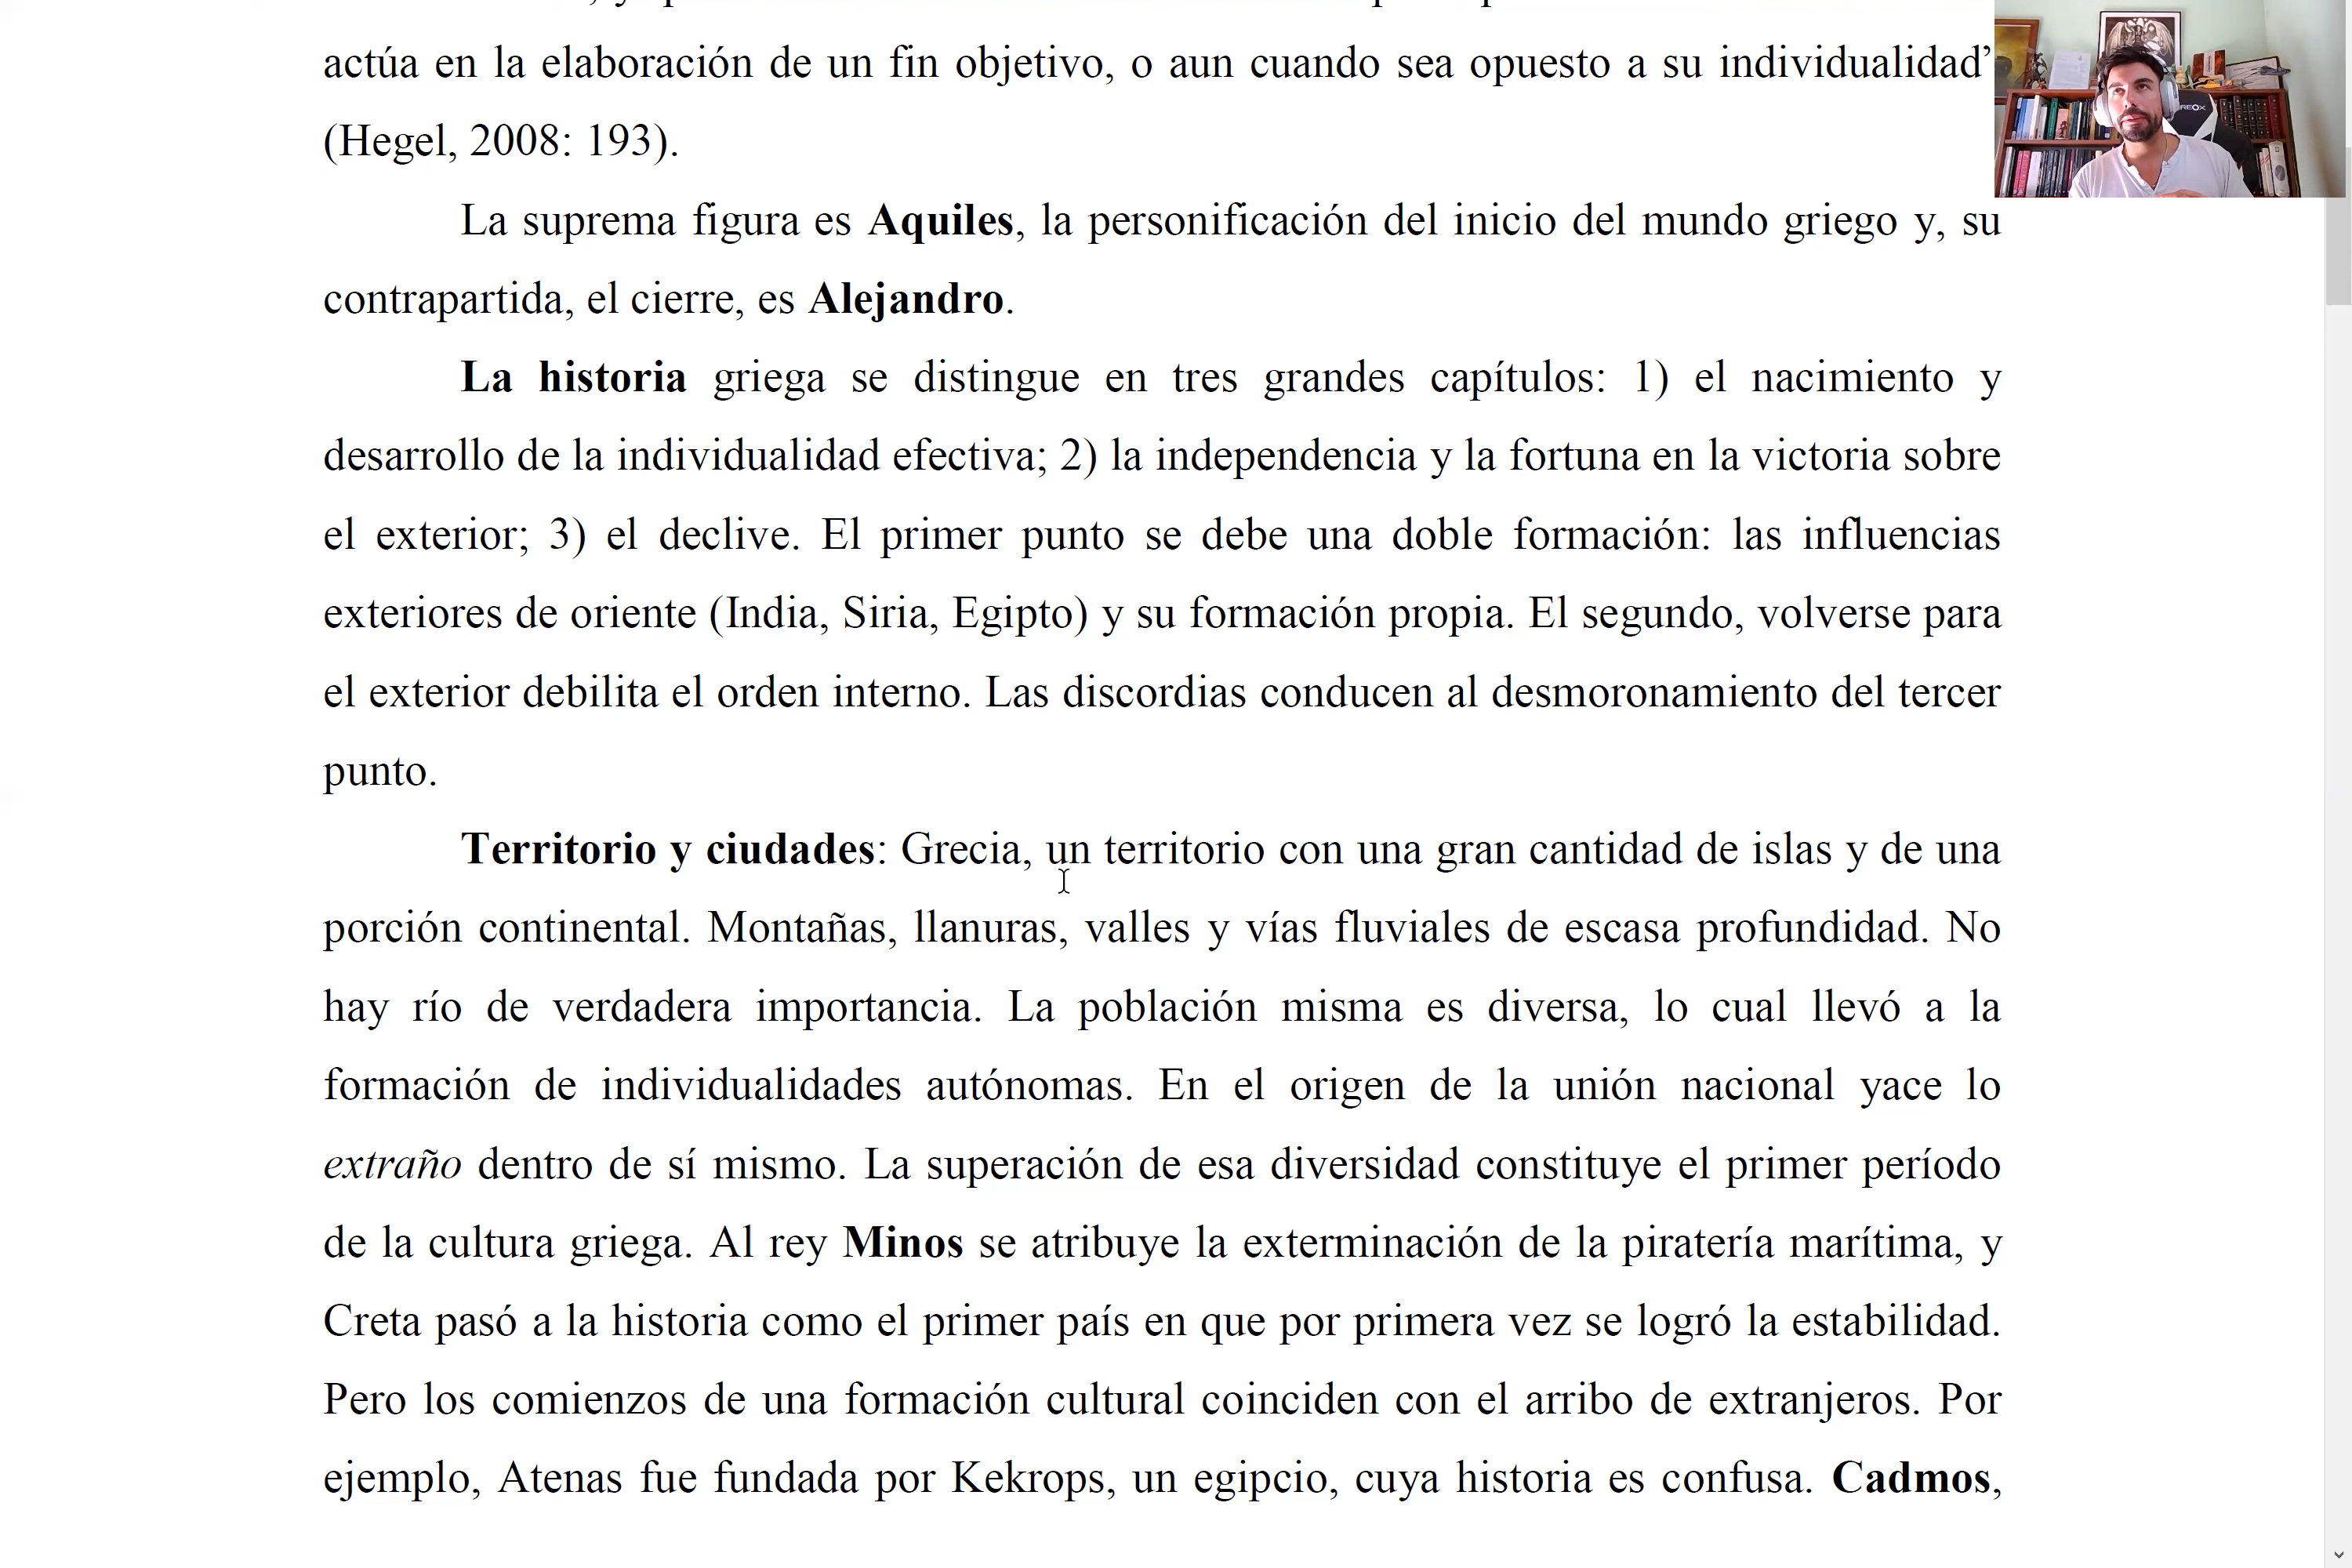 actúa en la elaboración de un fin objetivo, o aun cuando sea opuesto a su individualidad”
(Hegel, 2008: 193).
La suprema figura es Aquiles, la personificación del inicio del mundo griego y, su
contrapartida, el cierre, es Alejandro.
La historia griega se distingue en tres grandes capítulos: 1) el nacimiento y
desarrollo de la individualidad efectiva; 2) la independencia y la fortuna en la victoria sobre
el exterior; 3) el declive. El primer punto se debe una doble formación: las influencias
exteriores de oriente (India, Siria, Egipto) y su formación propia. El segundo, volverse para
el exterior debilita el orden interno. Las discordias conducen al desmoronamiento del tercer
punto.
Territorio y ciudades: Grecia, un territorio con una gran cantidad de islas y de una
porción continental. Montañas, llanuras, valles y vías fluviales de escasa profundidad. No
hay río de verdadera importancia. La población misma es diversa, lo cual llevó a la
formación de individualidades autónomas. En el origen de la unión nacional yace lo
extraño dentro de sí mismo. La superación de esa diversidad constituye el primer período
de la cultura griega. Al rey Minos se atribuye la exterminación de la piratería marítima, y
Creta pasó a la historia como el primer país en que por primera vez se logró la estabilidad.
Pero los comienzos de una formación cultural coinciden con el arribo de extranjeros. Por
ejemplo, Atenas fue fundada por Kekrops, un egipcio, cuya historia es confusa. Cadmos,